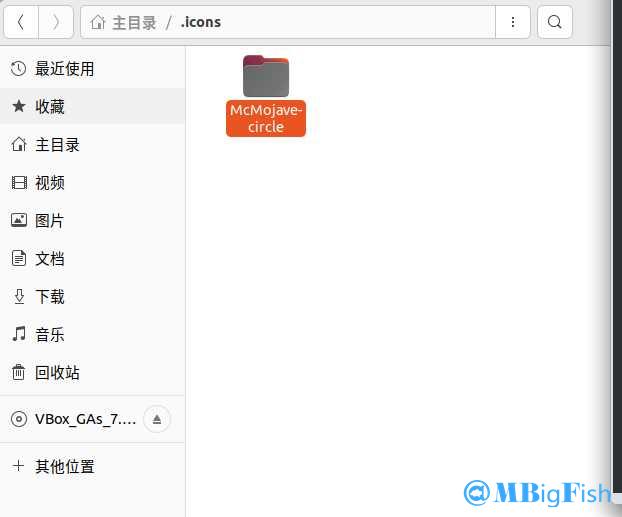 主目录 / .icons
最近使用
收藏
主目录
视频
图片
文档
下载
音乐
回收站
VBox_GAs_7....
其他位置
McMojave-
circle
@MBigFish